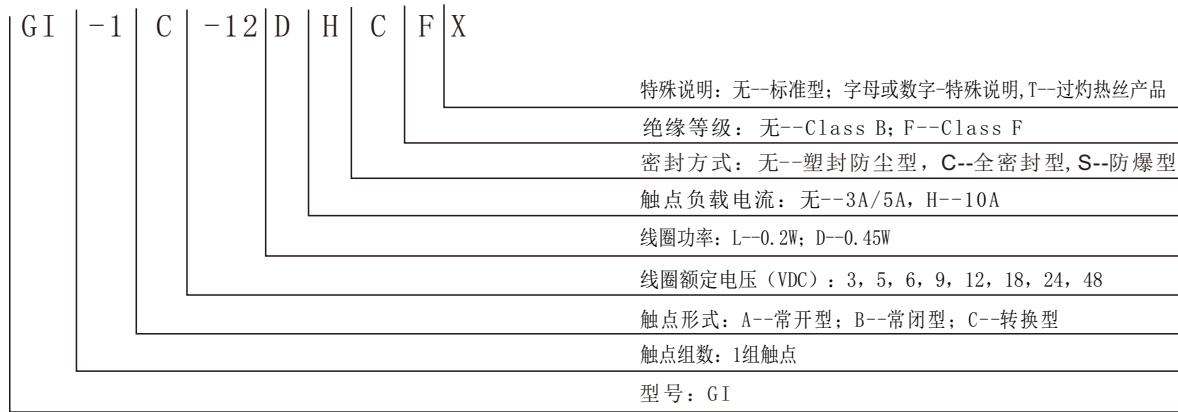 GI -1 C -12 D H C F X
特殊说明：无--标准型；字母或数字-特殊说明,T--过灼热丝产品
绝缘等级：无--Class B；F--Class F
密封方式：无--塑封防尘型，C--全密封型,S--防爆型
触点负载电流：无--3A/5A，H--10A
线圈功率：L--0.2W；D--0.45W
线圈额定电压（VDC）：3，5，6，9，12，18，24，48
触点形式：A--常开型；B--常闭型；C--转换型
触点组数：1组触点
型号：GI